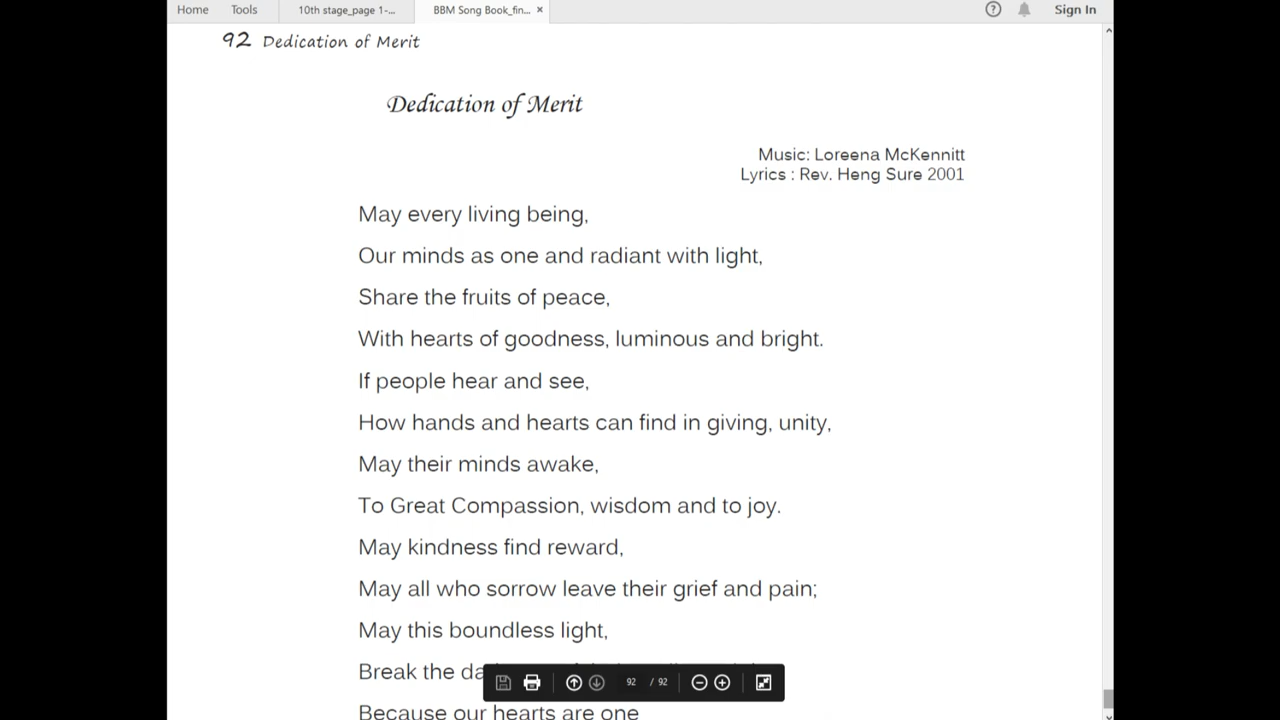 Home Tools 10th stage_page 1-... BBM Song Book_fin... × ? Sign In
92 Dedication of Merit
Dedication of Merit
Music: Loreena McKennitt
Lyrics : Rev. Heng Sure 2001
May every living being,
Our minds as one and radiant with light,
Share the fruits of peace,
With hearts of goodness, luminous and bright.
If people hear and see,
How hands and hearts can find in giving, unity,
May their minds awake,
To Great Compassion, wisdom and to joy.
May kindness find reward,
May all who sorrow leave their grief and pain;
May this boundless light,
Break the
92 / 92
Because our hearts are one